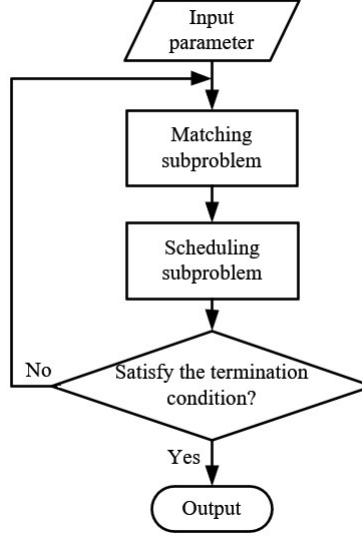 Input
parameter
Matching
subproblem
Scheduling
subproblem
Satisfy the termination
condition?
No
Yes
Output